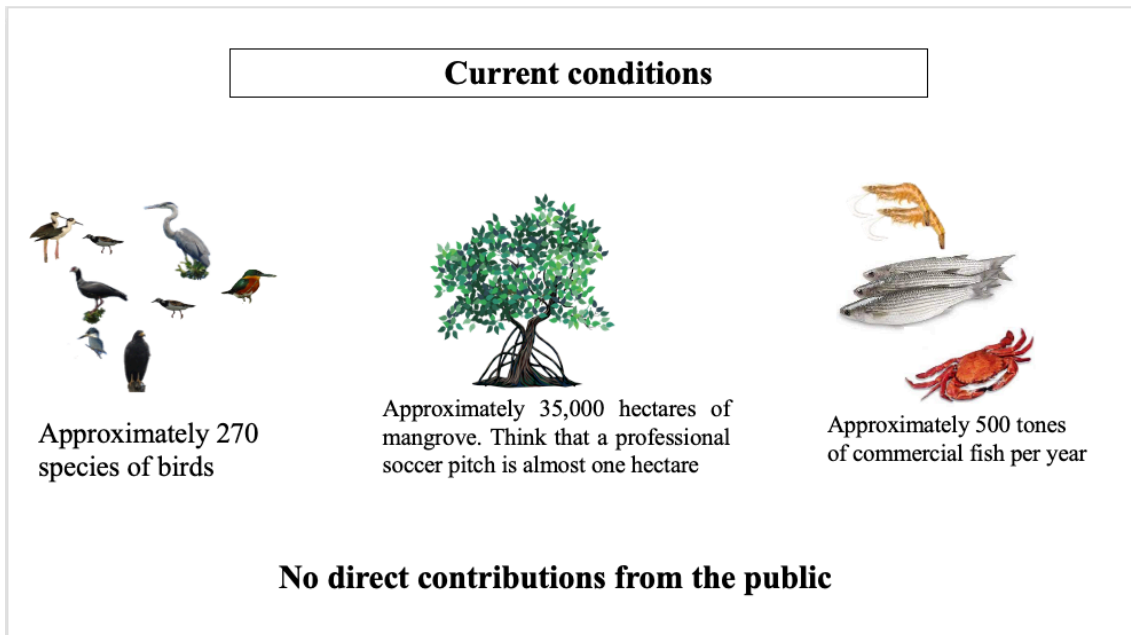 Current conditions
Approximately 270
species of birds
Approximately 35,000 hectares of
mangrove. Think that a professional
soccer pitch is almost one hectare
Approximately 500 tones
of commercial fish per year
No direct contributions from the public